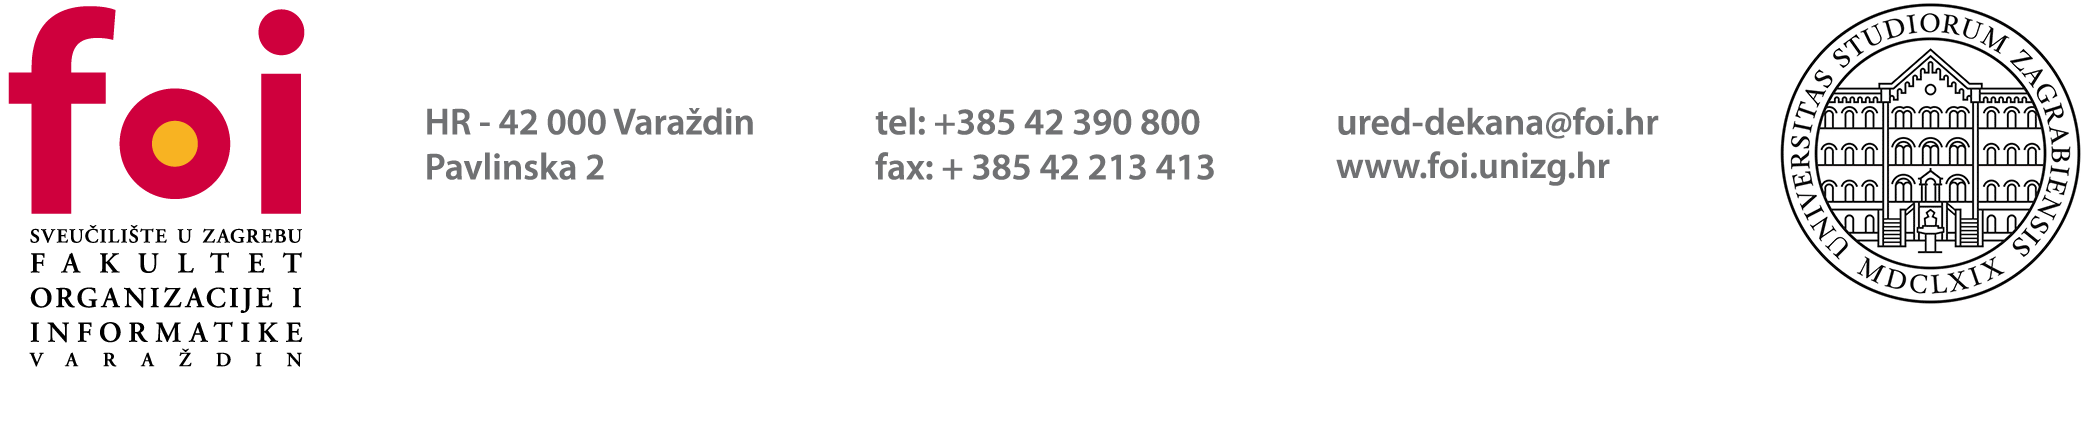 foi
SVEUČILIŠTE U ZAGREBU
FAKULTET
ORGANIZACIJE I
INFORMATIKE
VARAŽDIN
HR - 42 000 Varaždin
Pavlinska 2
tel: +385 42 390 800
fax: + 385 42 213 413
ured-dekana@foi.hr
www.foi.unizg.hr
UNIVERSITAS STUDIORUM ZAGRABIENSIS
MDCLXIX